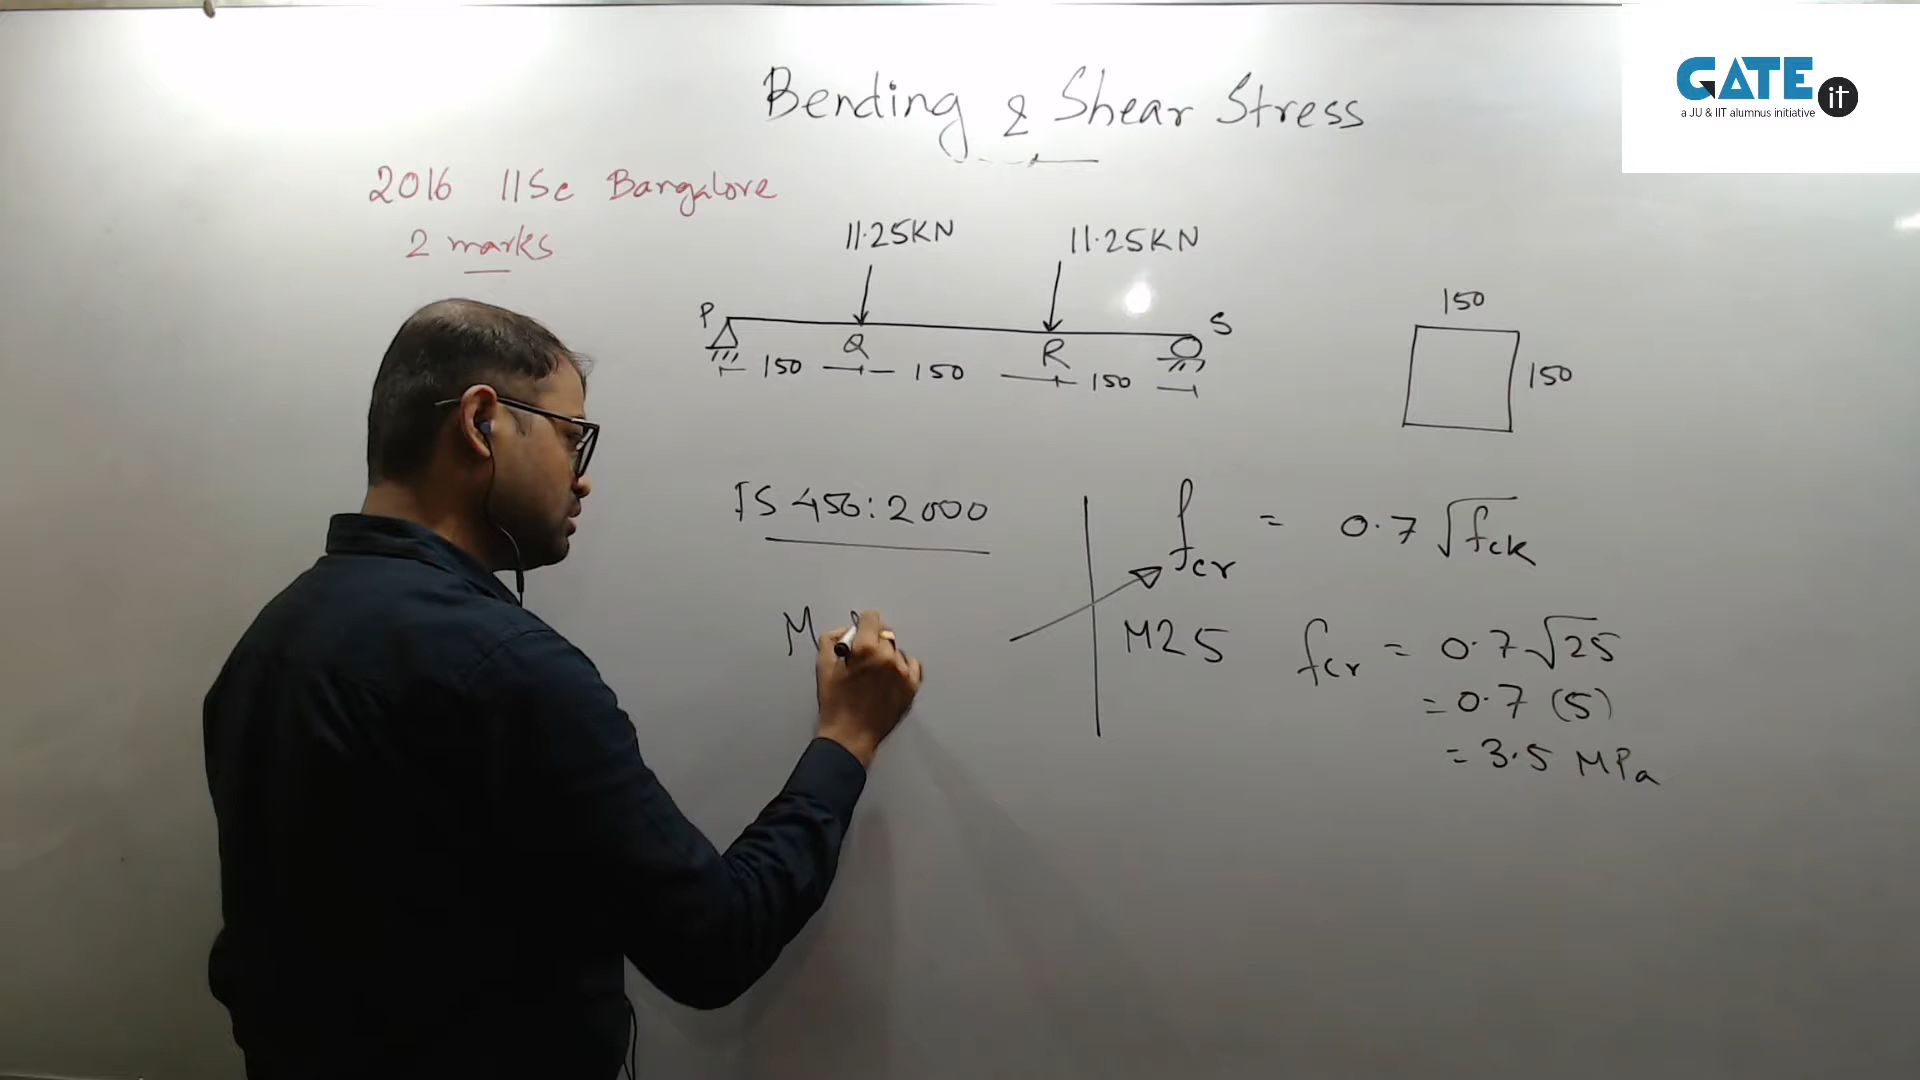 GATE it
a JU & IIT alumnus initiative
Bending & Shear Stress
2016 IISc Bangalore
2 marks
11.25KN 11.25KN
P Q R S
150 150 150
150
150
IS 456:2000
fcr = 0.7 √fck
M
M25 fcr = 0.7 √25
= 0.7 (5)
= 3.5 MPa